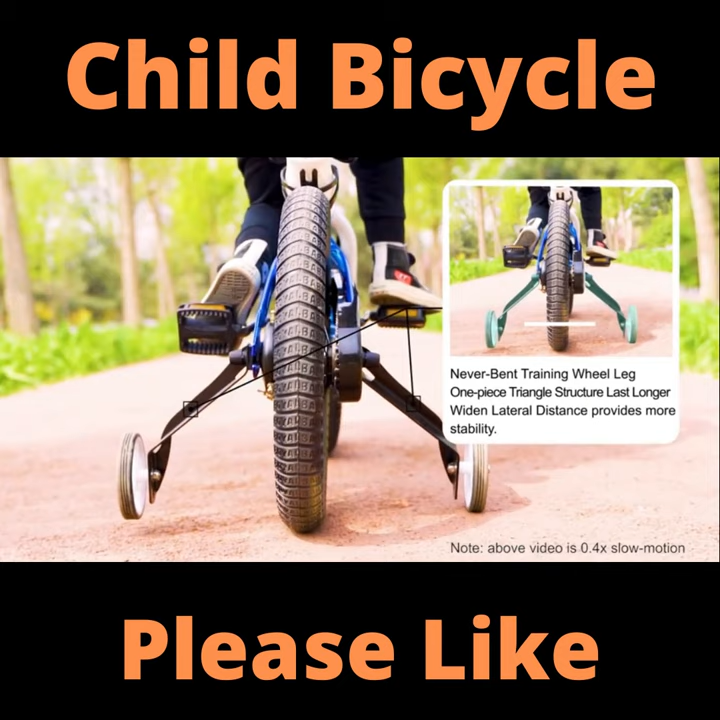 Child Bicycle
Never-Bent Training Wheel Leg
One-piece Triangle Structure Last Longer
Widen Lateral Distance provides more
stability.
Note: above video is 0.4x slow-motion
Please Like